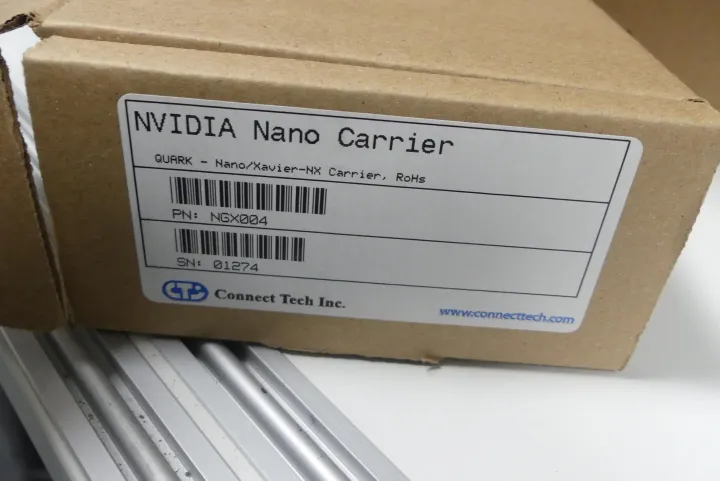 NVIDIA Nano Carrier
QUARK - Nano/Xavier-NX Carrier, RoHs
PN: NGX004
SN: 01274
CTi Connect Tech Inc.
www.connecttech.com